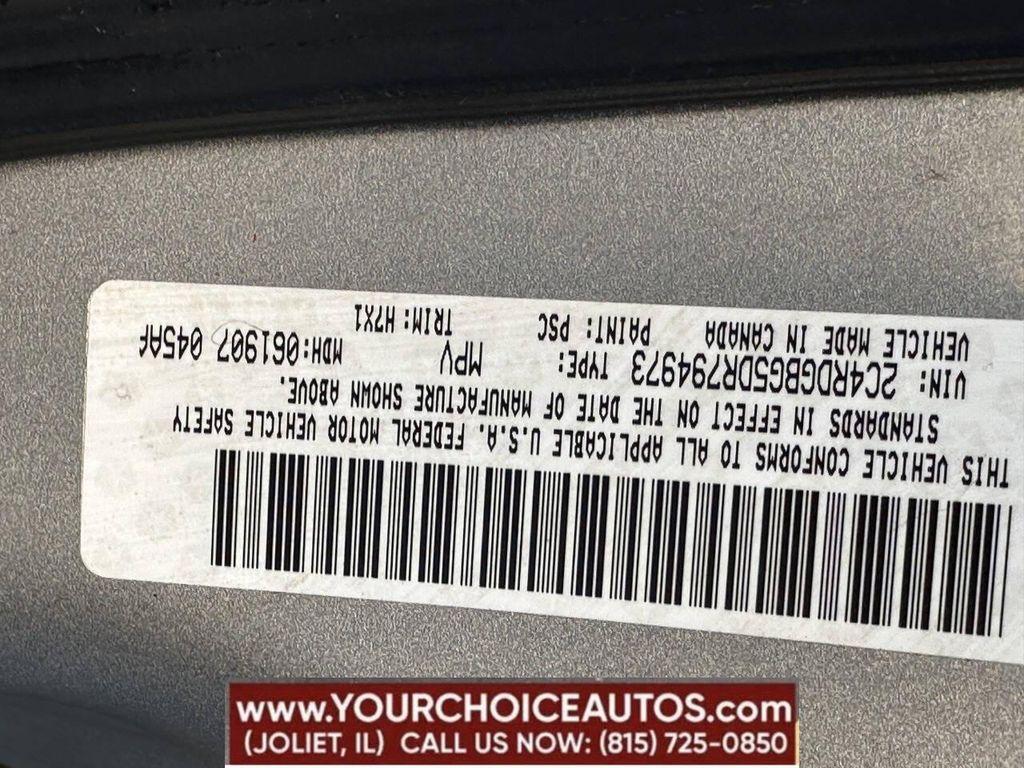 THIS VEHICLE CONFORMS TO ALL APPLICABLE U.S.A. FEDERAL MOTOR VEHICLE SAFETY
STANDARDS IN EFFECT ON THE DATE OF MANUFACTURE SHOWN ABOVE.
VIN: 2C4RDGBG5DR794973 TYPE: MPV MDH:061907 045AF
VEHICLE MADE IN CANADA PAINT: PSC TRIM: H7X1
www.YOURCHOICEAUTOS.com
(JOLIET, IL) CALL US NOW: (815) 725-0850